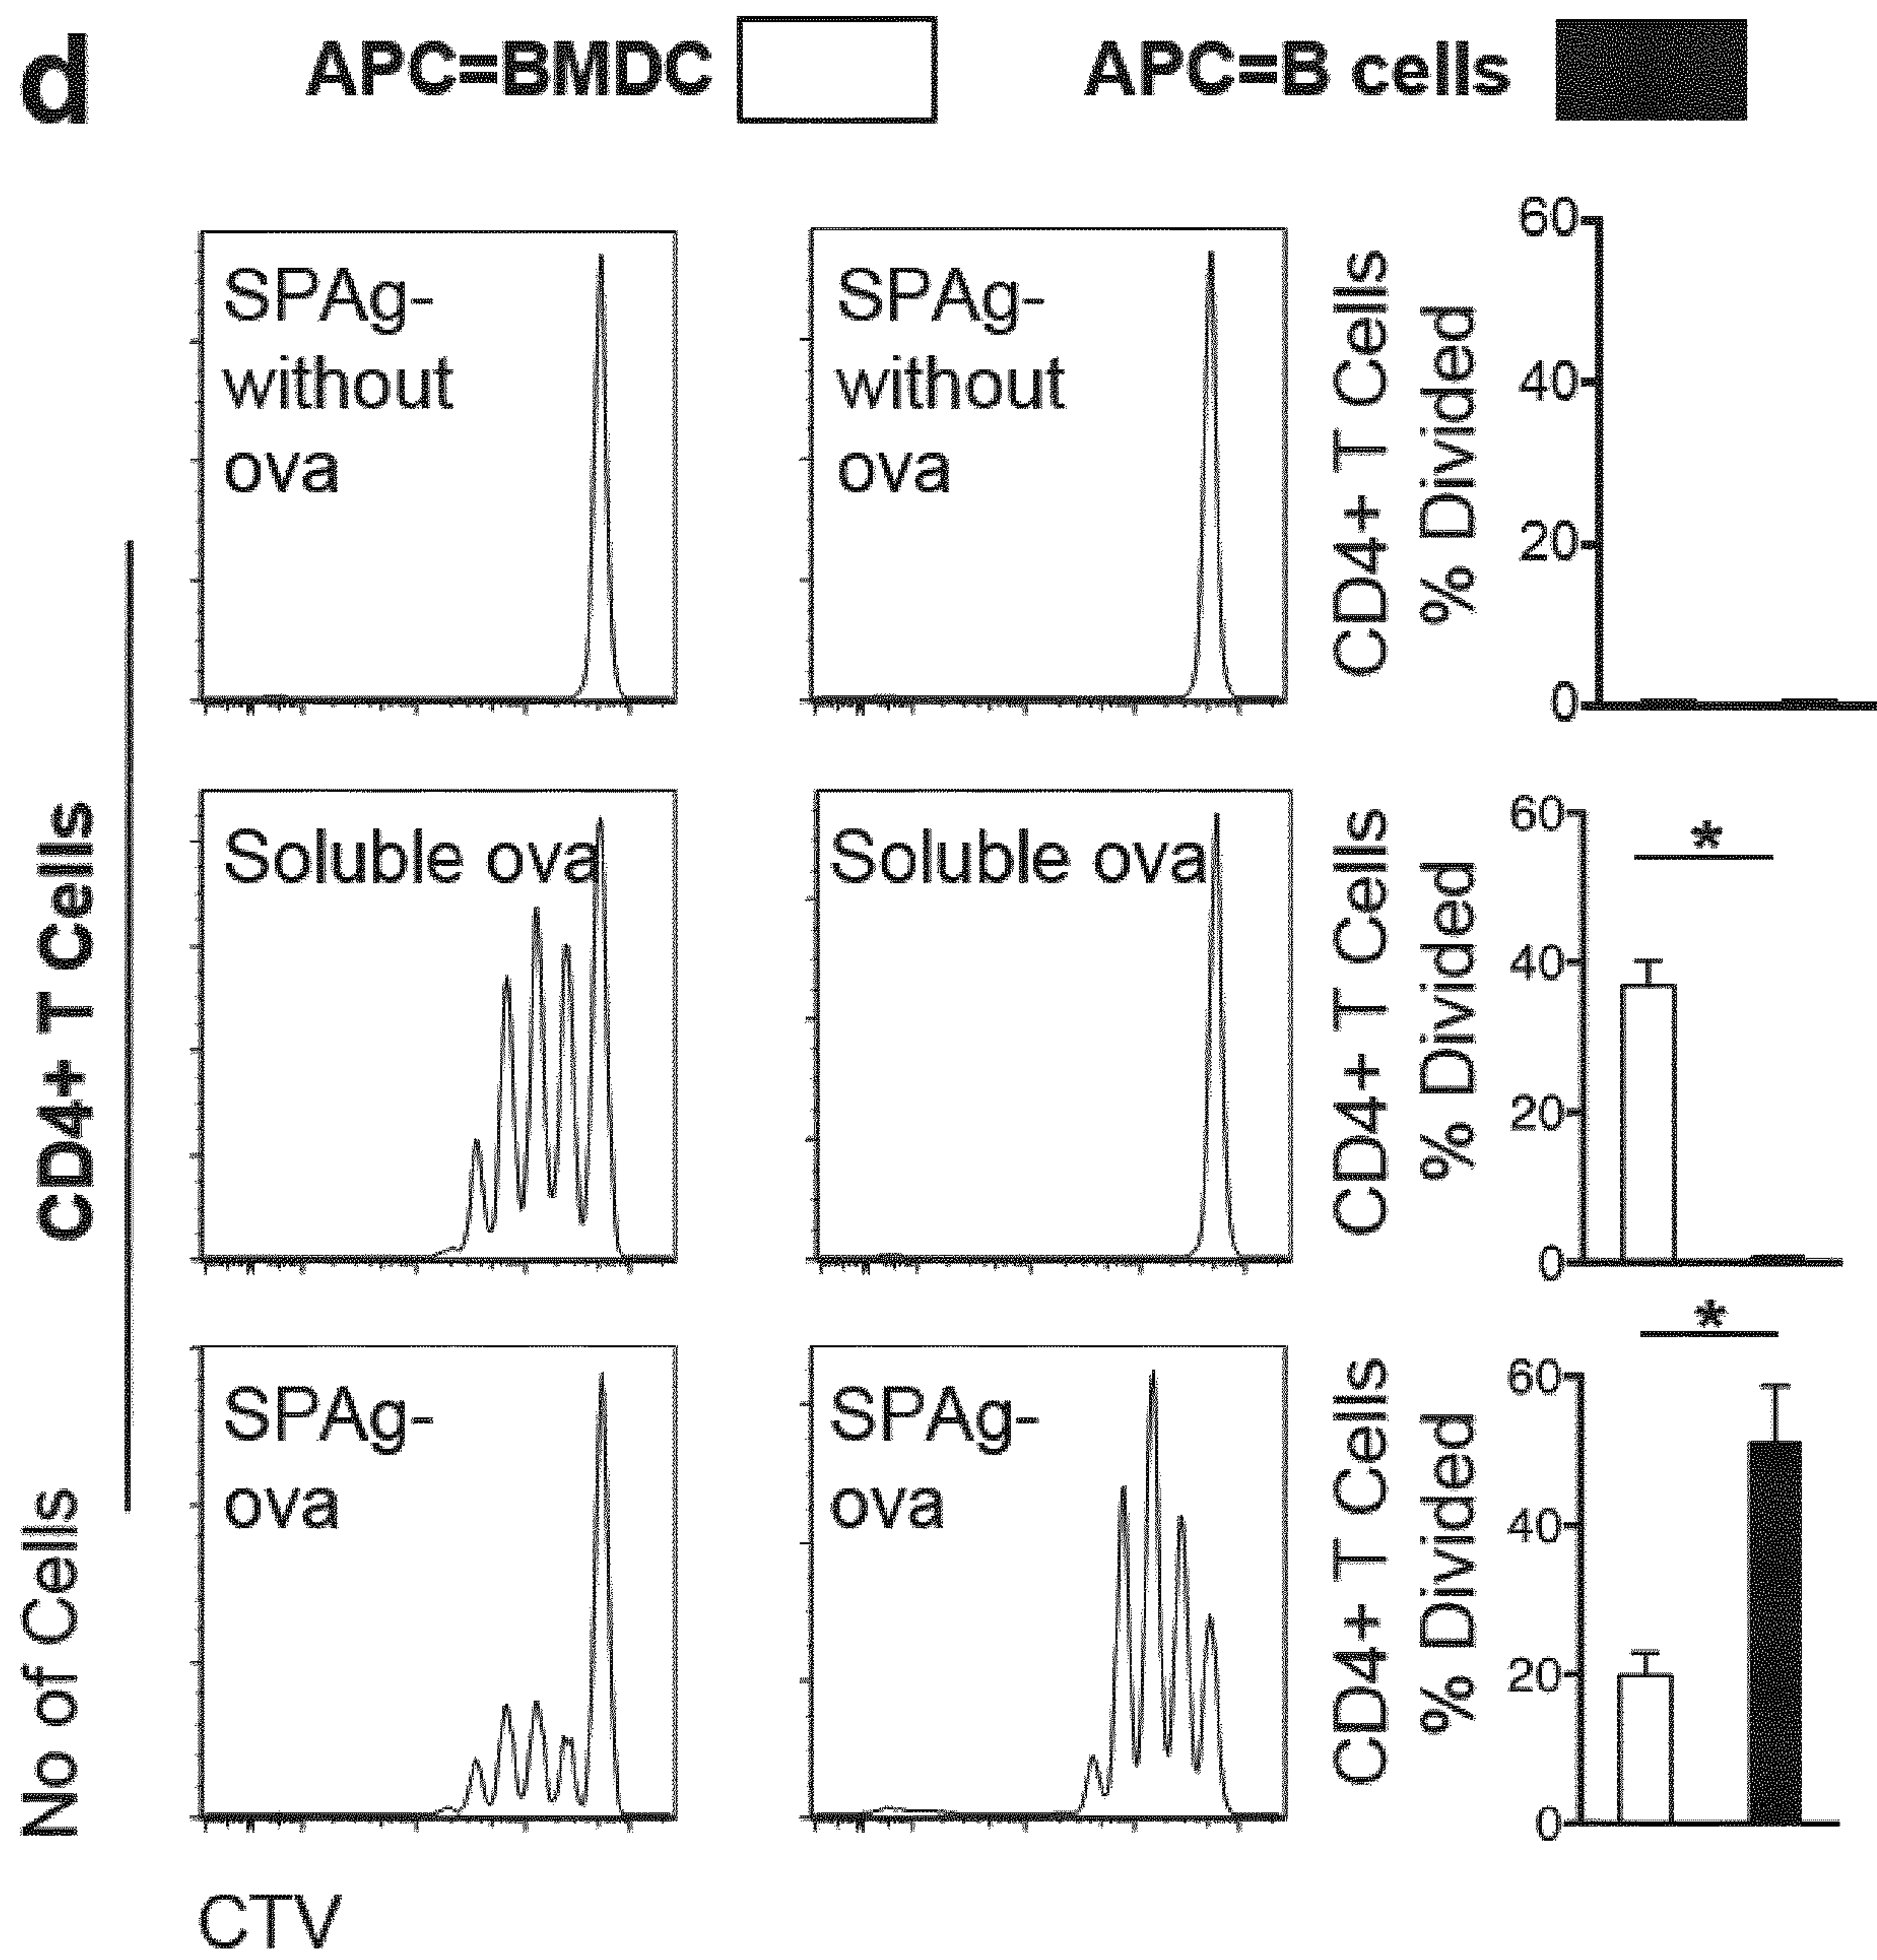 d
APC=BMDC
APC=B cells
CD4+ T Cells
No of Cells
SPAg-
without
ova
SPAg-
without
ova
CD4+ T Cells
% Divided
60
40
20
0
Soluble ova
Soluble ova
CD4+ T Cells
% Divided
60
40
20
0
*
SPAg-
ova
SPAg-
ova
CD4+ T Cells
% Divided
60
40
20
0
*
CTV